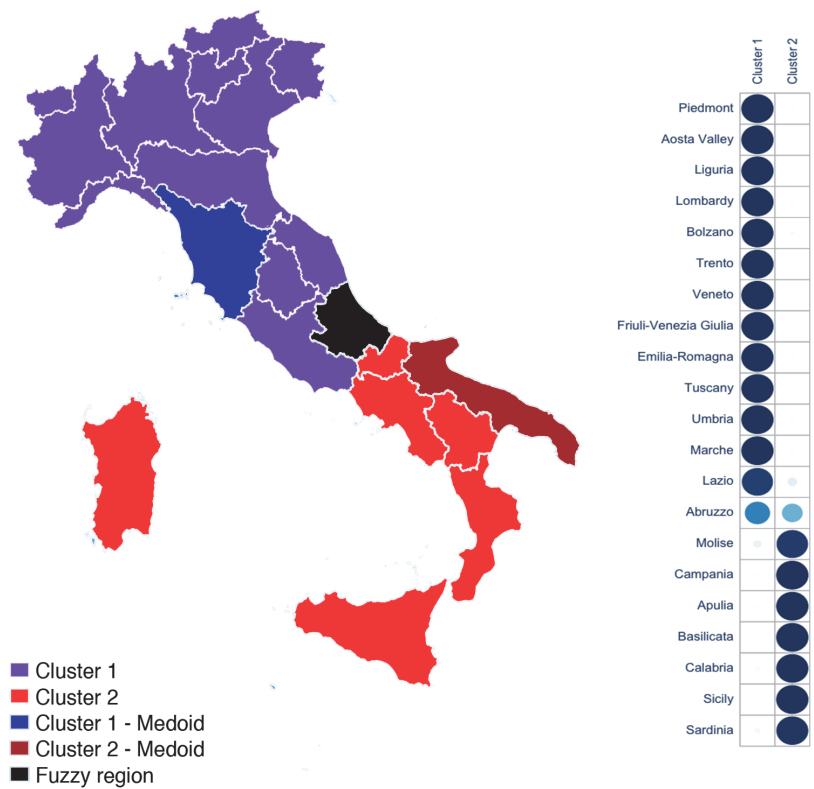 Cluster 1
Cluster 2
Piedmont
Aosta Valley
Liguria
Lombardy
Bolzano
Trento
Veneto
Friuli-Venezia Giulia
Emilia-Romagna
Tuscany
Umbria
Marche
Lazio
Abruzzo
Molise
Campania
Apulia
Basilicata
Calabria
Sicily
Sardinia
Cluster 1
Cluster 2
Cluster 1 - Medoid
Cluster 2 - Medoid
Fuzzy region